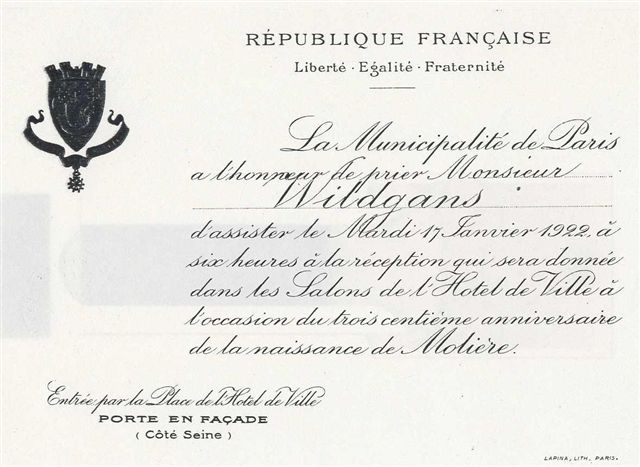 RÉPUBLIQUE FRANÇAISE
Liberté · Egalité · Fraternité
La Municipalité de Paris
a l'honneur de prier Monsieur
Wildgans
d'assister le Mardi 17 Janvier 1922, à
six heures à la réception qui sera donnée
dans les Salons de l'Hotel de Ville à
l'occasion du trois centième anniversaire
de la naissance de Molière.
Entrée par la Place de l'Hotel de Ville
PORTE EN FAÇADE
( Côté Seine )
LAPINA, LITH. PARIS.